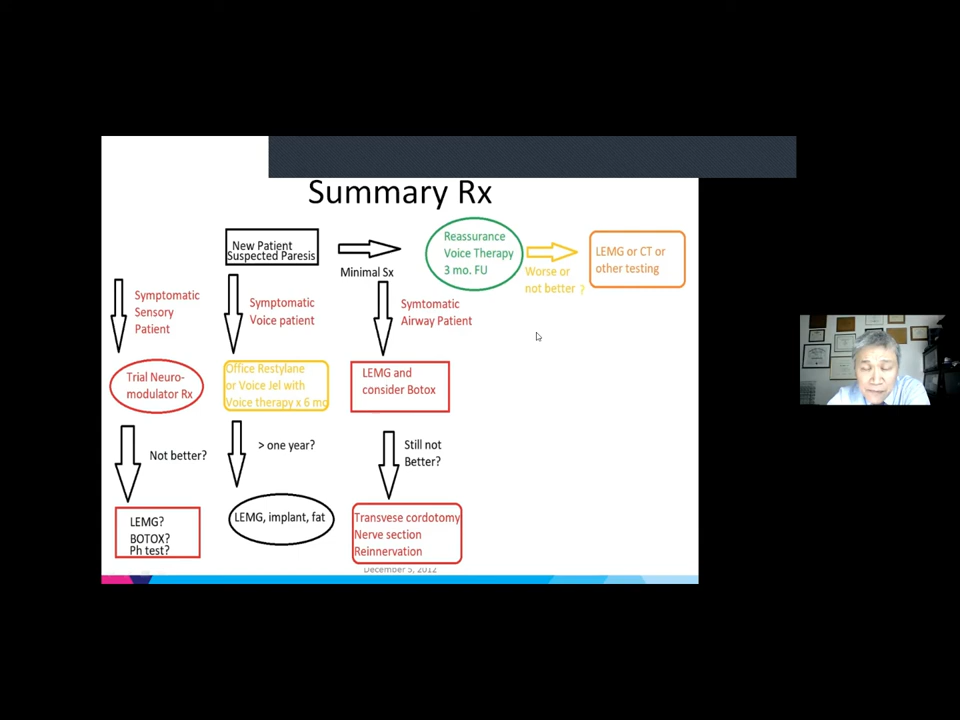 Summary Rx
New Patient
Suspected Paresis
Minimal Sx
Reassurance
Voice Therapy
3 mo. FU
Worse or
not better ?
LEMG or CT or
other testing
Symptomatic
Sensory
Patient
Symptomatic
Voice patient
Symtomatic
Airway Patient
Trial Neuro-
modulator Rx
Office Restylane
or Voice Jel with
Voice therapy x 6 mo
LEMG and
consider Botox
Not better?
> one year?
Still not
Better?
LEMG?
BOTOX?
Ph test?
LEMG, implant, fat
Transvese cordotomy
Nerve section
Reinnervation
December 5, 2012